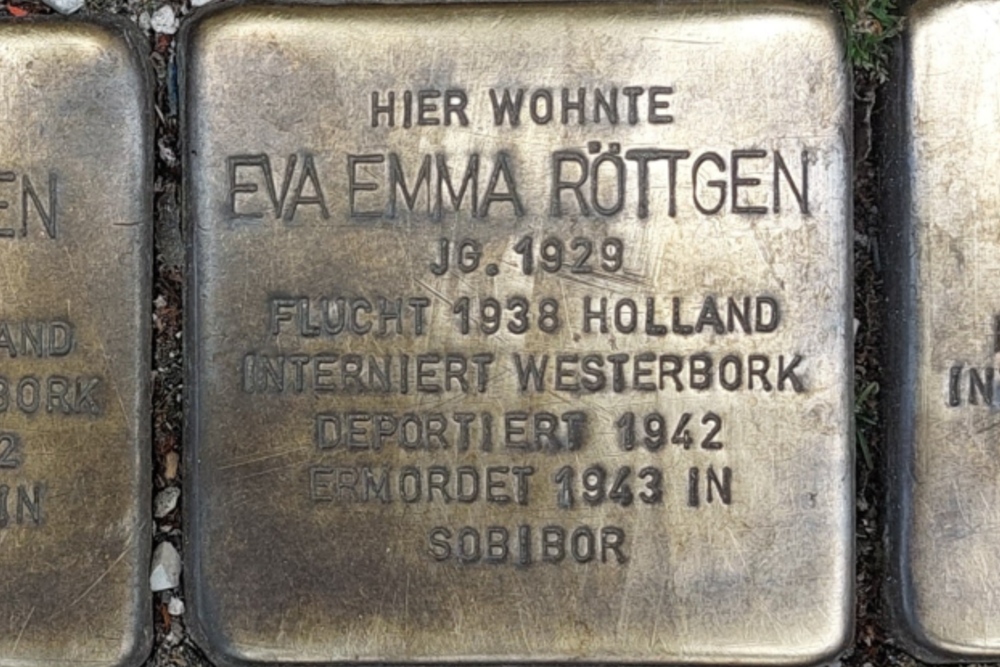 HIER WOHNTE
EVA EMMA RÖTTGEN
JG. 1929
FLUCHT 1938 HOLLAND
INTERNIERT WESTERBORK
DEPORTIERT 1942
ERMORDET 1943 IN
SOBIBOR